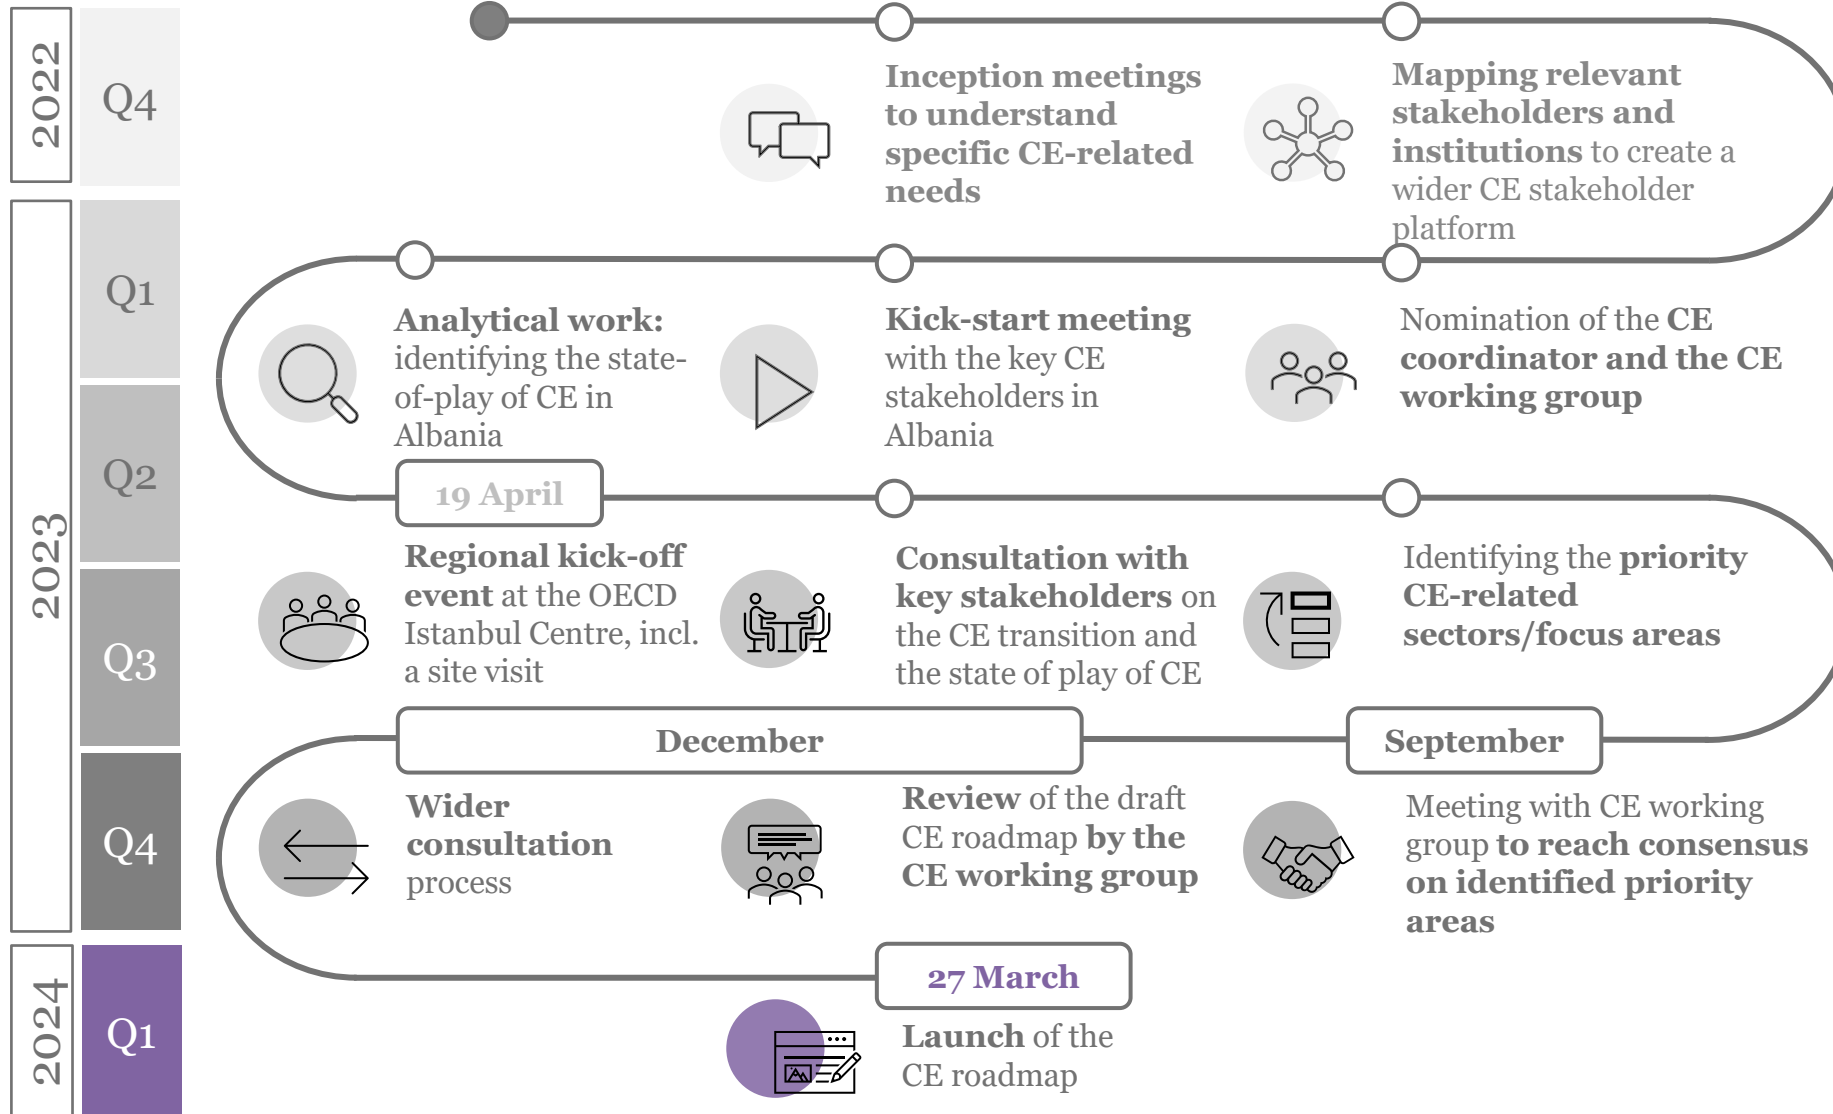 2022
Q4
Inception meetings
to understand
specific CE-related
needs
Mapping relevant
stakeholders and
institutions to create a
wider CE stakeholder
platform
2023
Q1
Analytical work:
identifying the state-
of-play of CE in
Albania
Kick-start meeting
with the key CE
stakeholders in
Albania
Nomination of the CE
coordinator and the CE
working group
Q2
19 April
Regional kick-off
event at the OECD
Istanbul Centre, incl.
a site visit
Consultation with
key stakeholders on
the CE transition and
the state of play of CE
Identifying the priority
CE-related
sectors/focus areas
Q3
December
September
Q4
Wider
consultation
process
Review of the draft
CE roadmap by the
CE working group
Meeting with CE working
group to reach consensus
on identified priority
areas
2024
Q1
27 March
Launch of the
CE roadmap